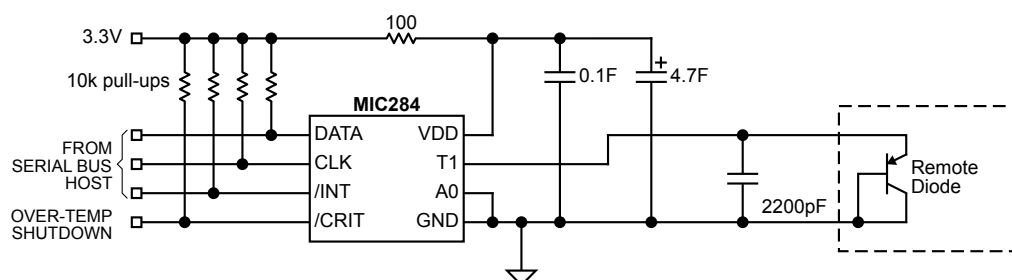 100
3.3V
10k pull-ups
0.1F
4.7F
MIC284
FROM
SERIAL BUS
HOST
DATA
CLK
/INT
/CRIT
VDD
T1
A0
GND
OVER-TEMP
SHUTDOWN
2200pF
Remote
Diode
+